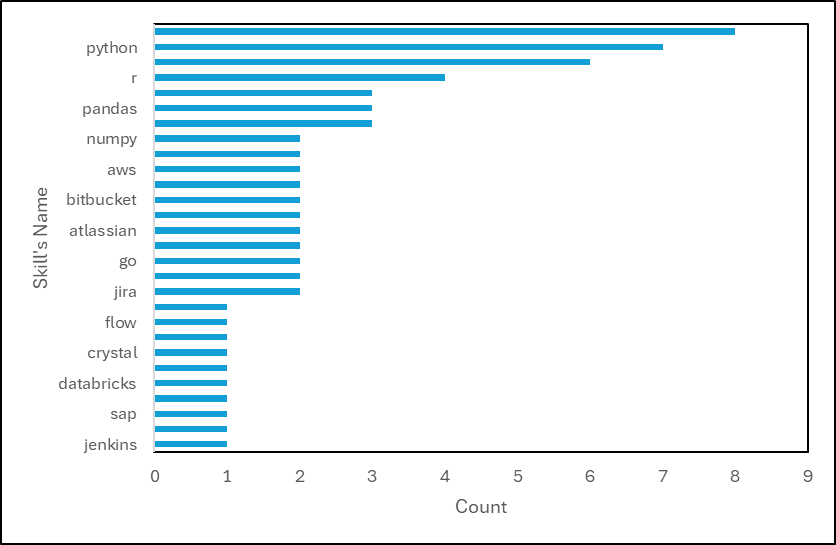 python
r
pandas
numpy
aws
bitbucket
atlassian
go
jira
flow
crystal
databricks
sap
jenkins
Skill's Name
0 1 2 3 4 5 6 7 8 9
Count